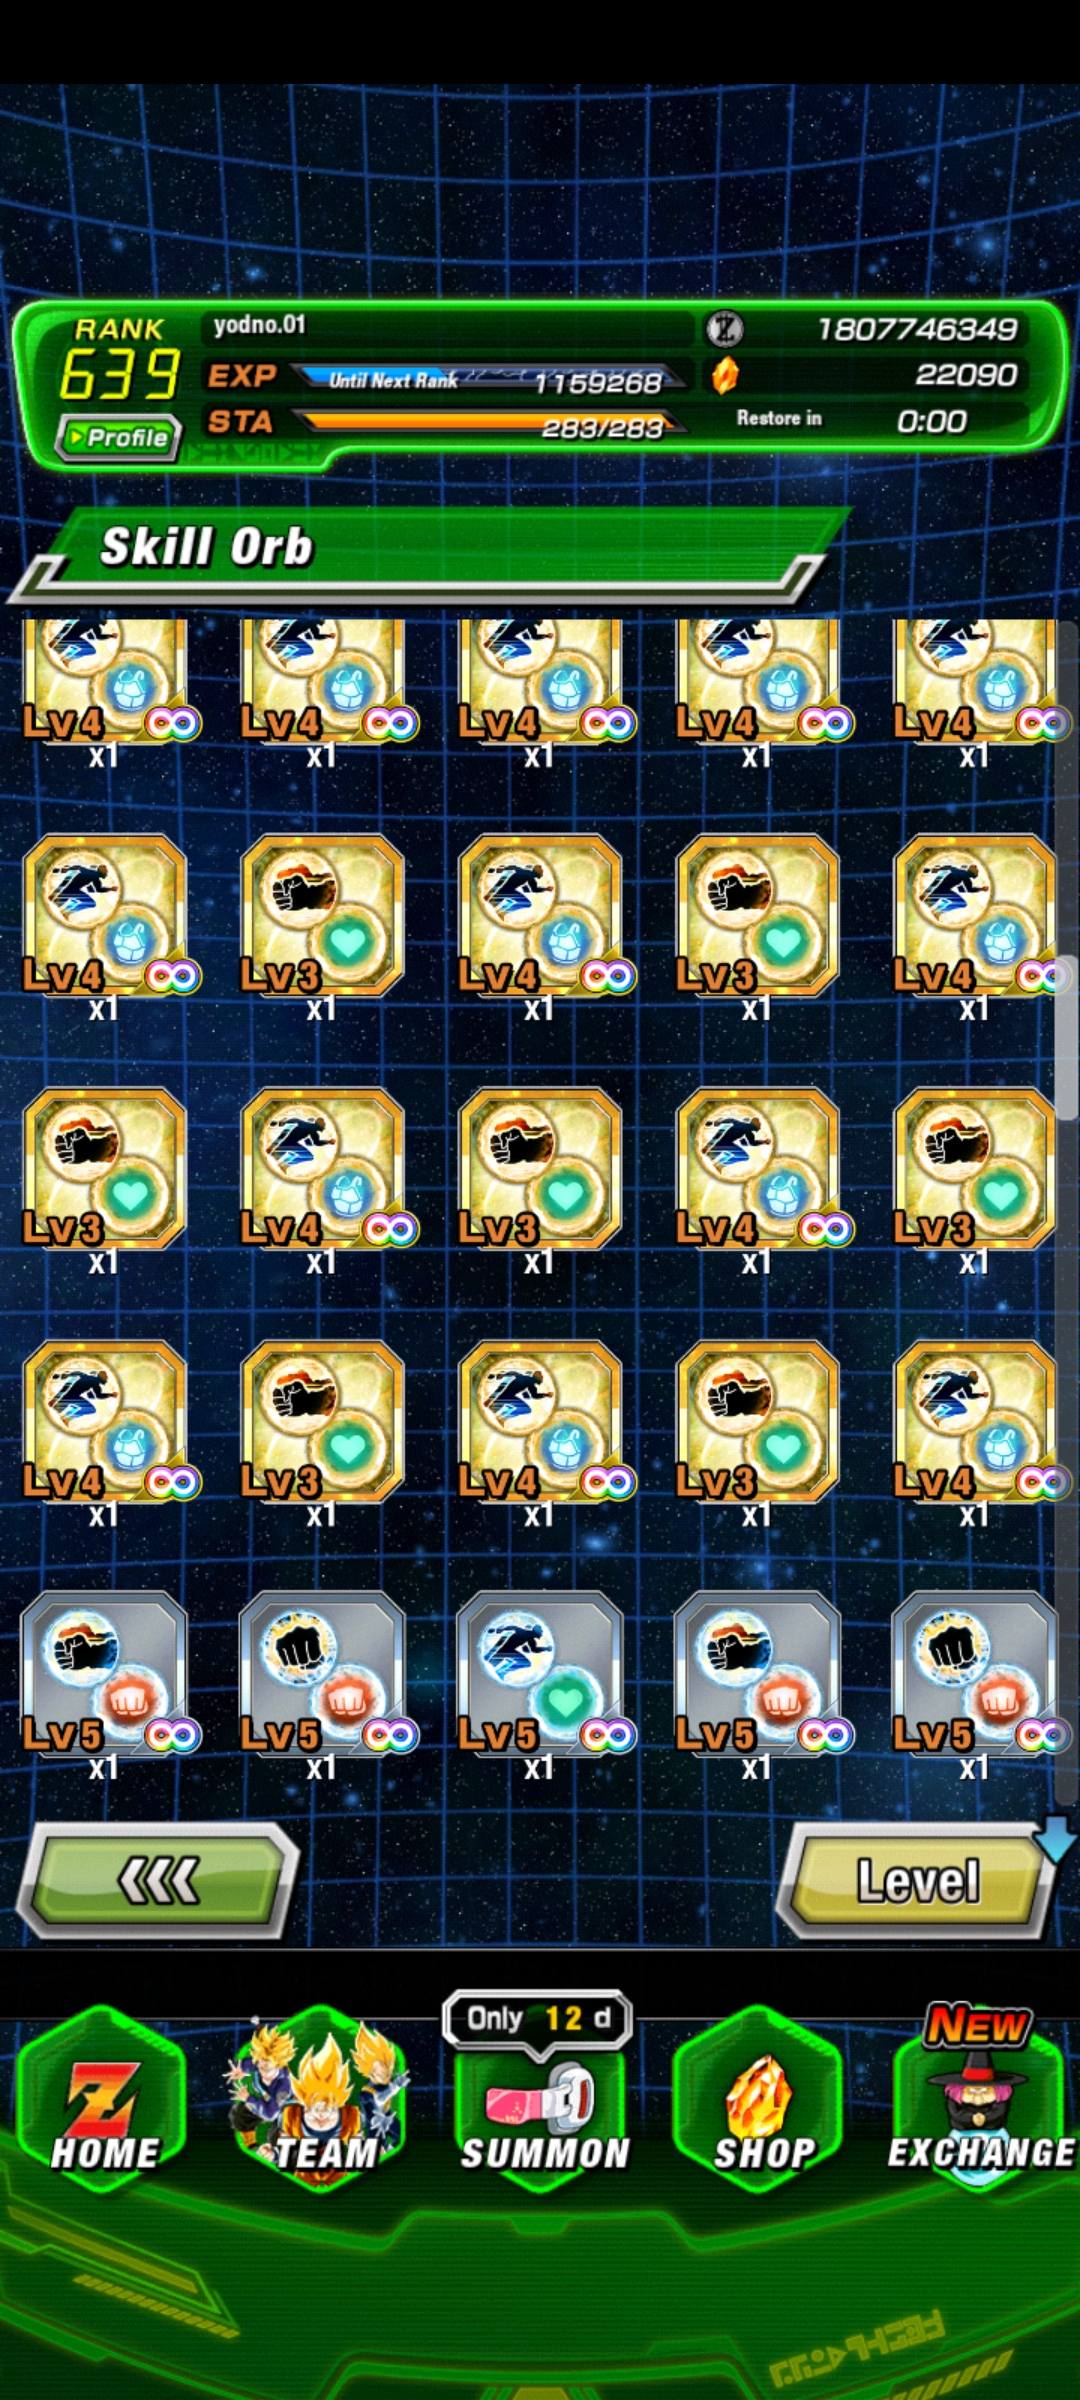 RANK
639
Profile
yodno.01
1807746349
EXP Until Next Rank 1159268
22090
STA 283/283 Restore in 0:00
Skill Orb
Lv4 Lv4 Lv4 Lv4 Lv4
x1 x1 x1 x1 x1
Lv4 Lv3 Lv4 Lv3 Lv4
x1 x1 x1 x1 x1
Lv3 Lv4 Lv3 Lv4 Lv3
x1 x1 x1 x1 x1
Lv4 Lv3 Lv4 Lv3 Lv4
x1 x1 x1 x1 x1
Lv5 Lv5 Lv5 Lv5 Lv5
x1 x1 x1 x1 x1
Level
Only 12 d
NEW
HOME TEAM SUMMON SHOP EXCHANGE